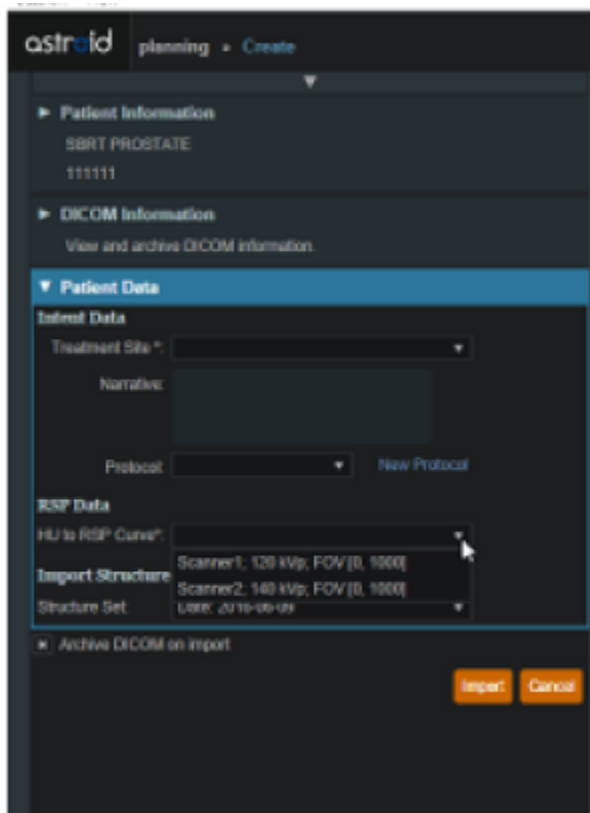 astroid planning • Create
Patient Information
SBRT PROSTATE
111111
DICOM Information
View and archive DICOM information.
Patient Data
Intent Data
Treatment Site *:
Narrative:
Protocol: New Protocol
RSP Data
HU to RSP Curve*:
Scanner1; 120 kVp; FOV [0, 1000]
Import Structure
Scanner2; 140 kVp; FOV [0, 1000]
Structure Set: Date: 2016-06-09
Archive DICOM on import
Import Cancel